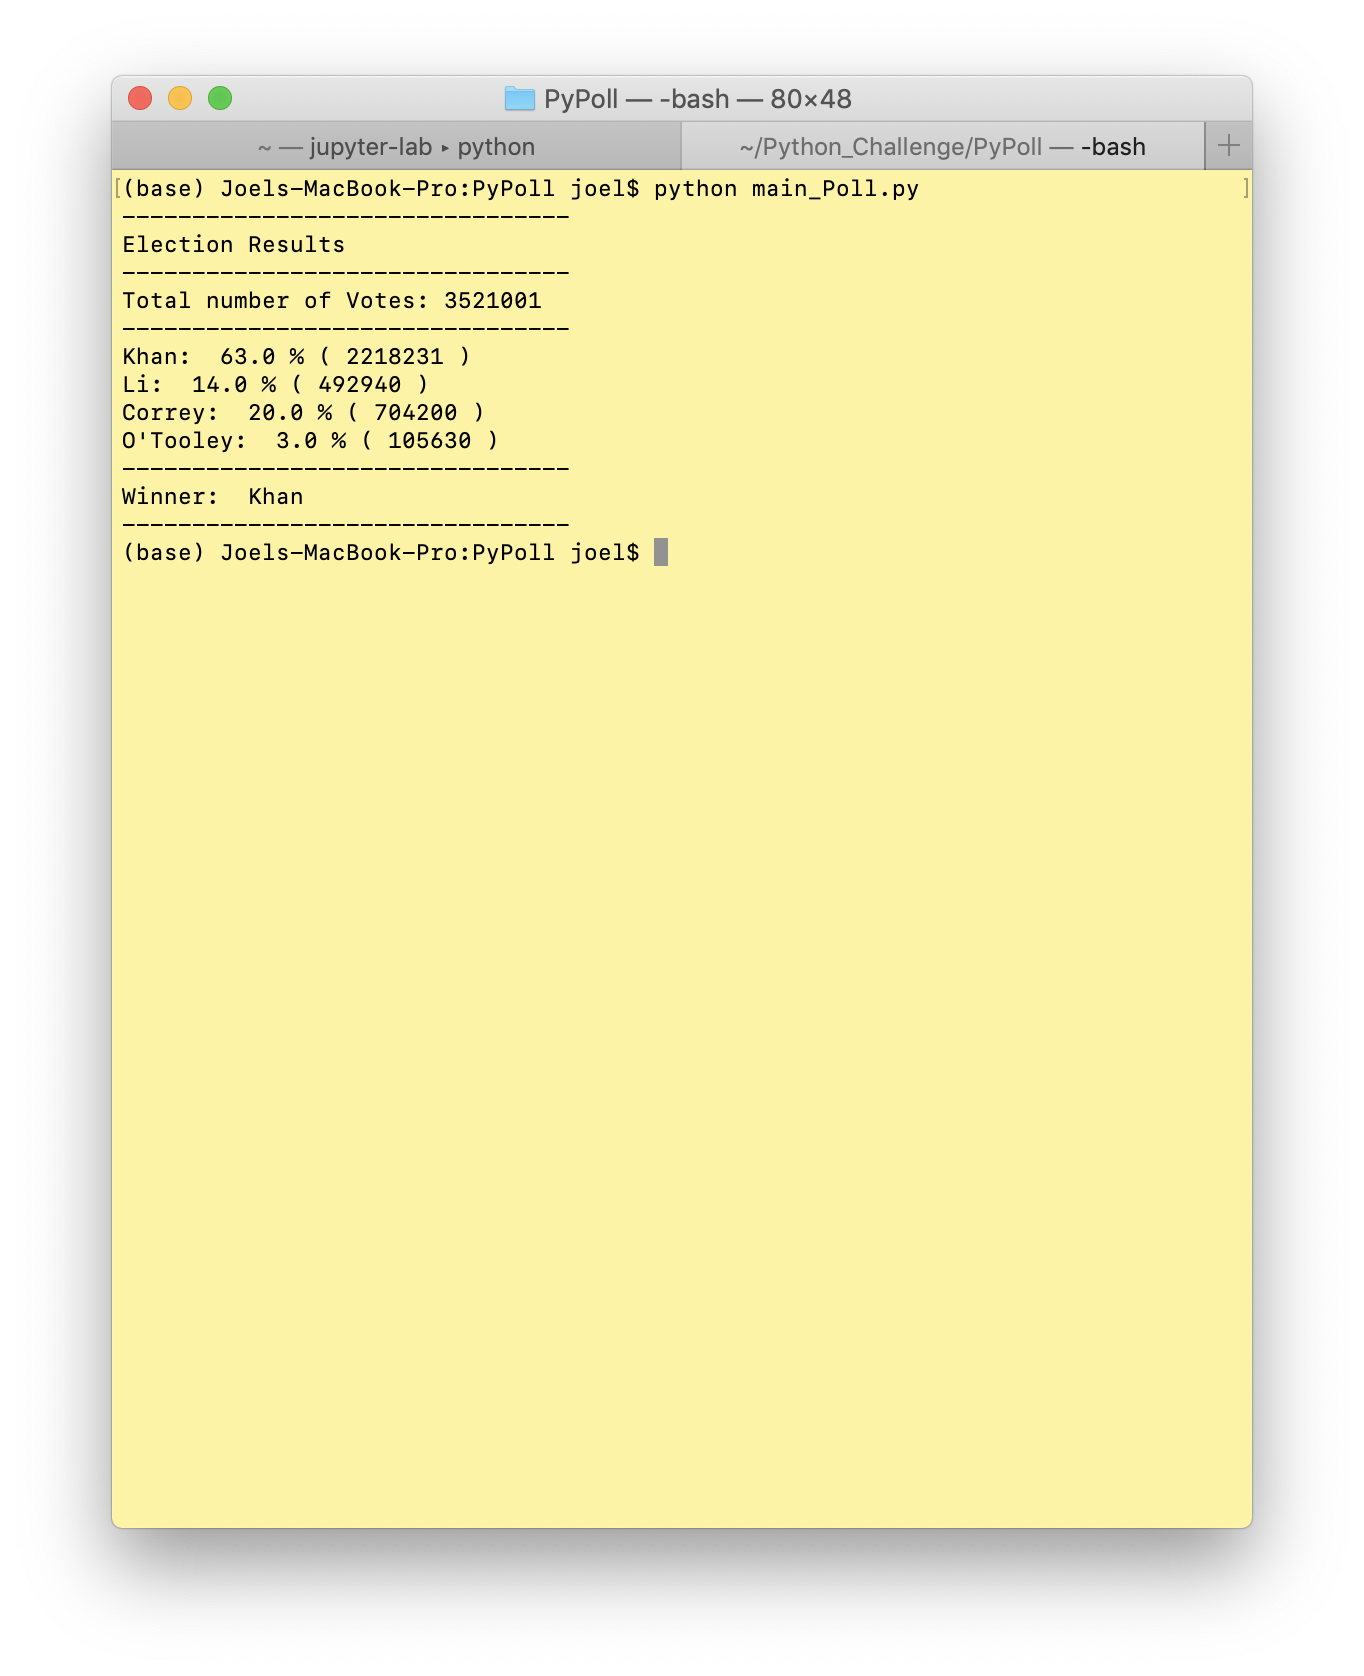 PyPoll — -bash — 80×48
~ — jupyter-lab ▸ python
~/Python_Challenge/PyPoll — -bash
[(base) Joels-MacBook-Pro:PyPoll joel$ python main_Poll.py ]
--------------------------------
Election Results
--------------------------------
Total number of Votes: 3521001
--------------------------------
Khan:  63.0 % ( 2218231 )
Li:  14.0 % ( 492940 )
Correy:  20.0 % ( 704200 )
O'Tooley:  3.0 % ( 105630 )
--------------------------------
Winner:  Khan
--------------------------------
(base) Joels-MacBook-Pro:PyPoll joel$